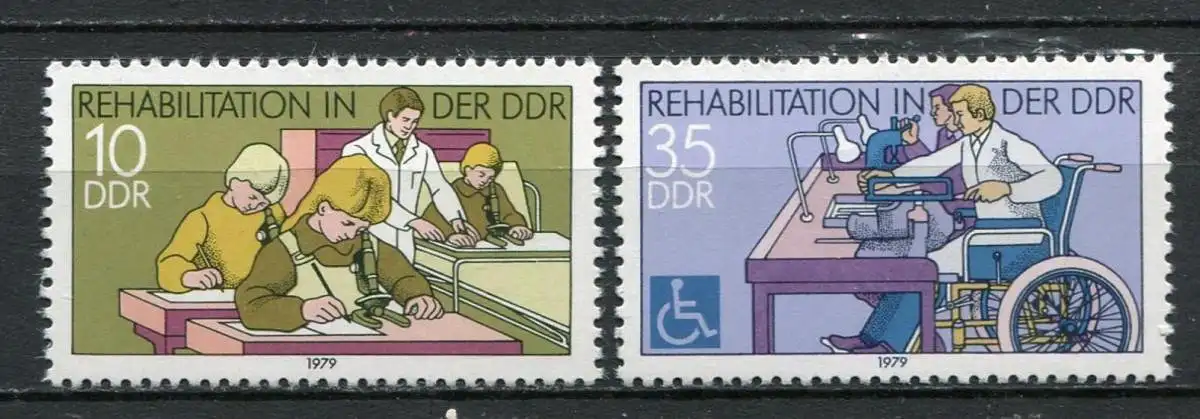 REHABILITATION IN DER DDR
10
DDR
1979
REHABILITATION IN DER DDR
35
DDR
1979